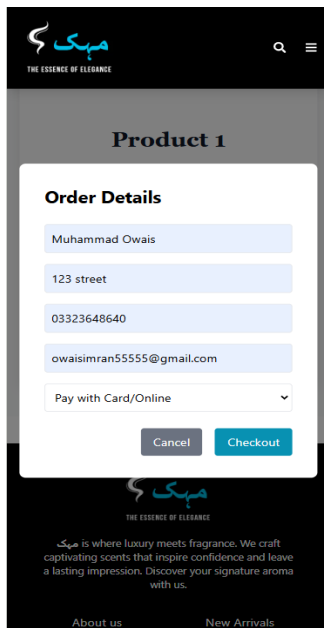 مہک
THE ESSENCE OF ELEGANCE
Product 1
Order Details
Muhammad Owais
123 street
03323648640
owaisimran55555@gmail.com
Pay with Card/Online
Cancel
Checkout
مہک
THE ESSENCE OF ELEGANCE
مہک is where luxury meets fragrance. We craft
captivating scents that inspire confidence and leave
a lasting impression. Discover your signature aroma
with us.
About us
New Arrivals